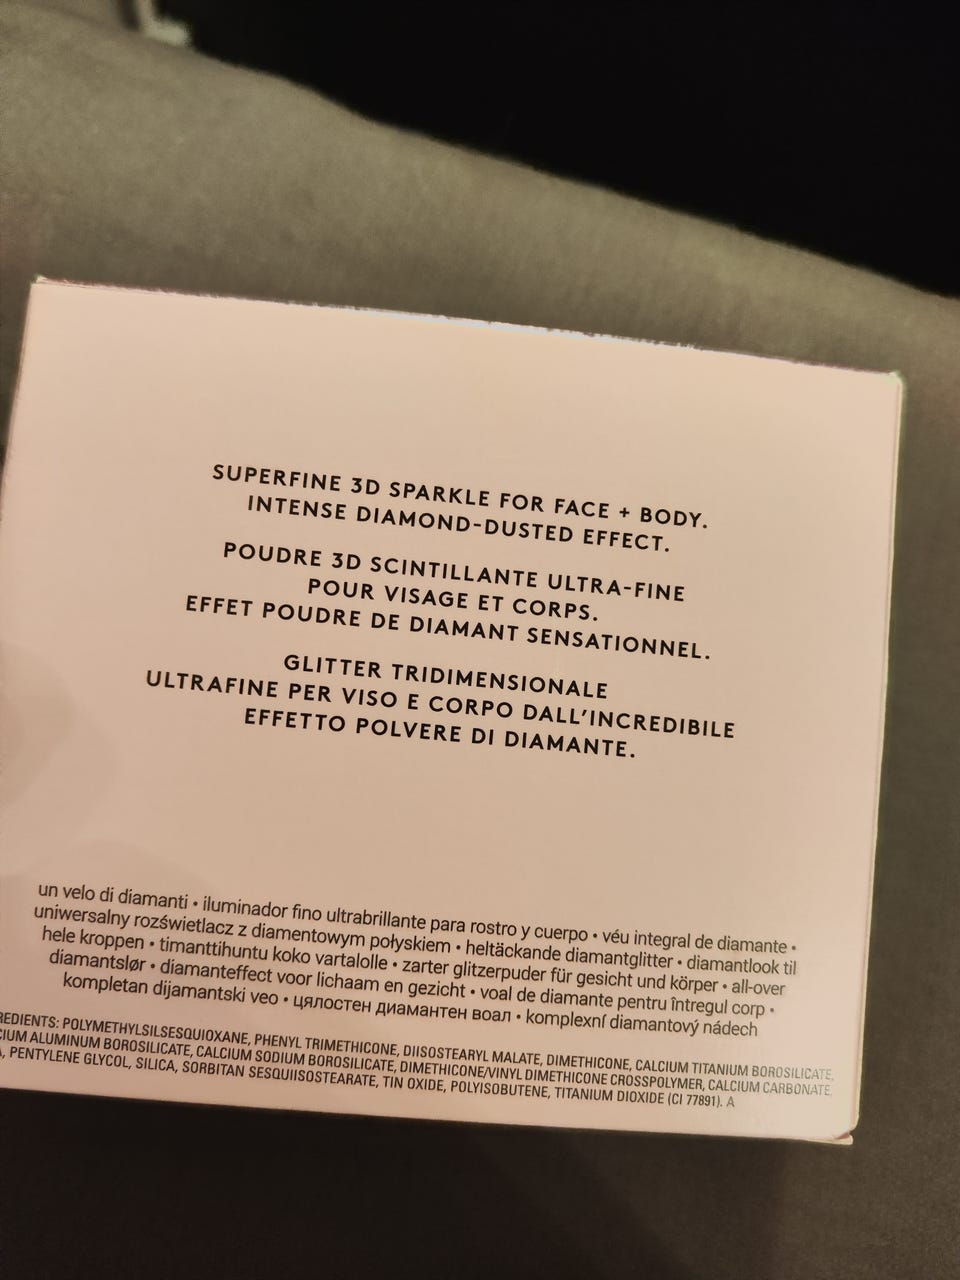 SUPERFINE 3D SPARKLE FOR FACE + BODY.
INTENSE DIAMOND-DUSTED EFFECT.
POUDRE 3D SCINTILLANTE ULTRA-FINE
POUR VISAGE ET CORPS.
EFFET POUDRE DE DIAMANT SENSATIONNEL.
GLITTER TRIDIMENSIONALE
ULTRAFINE PER VISO E CORPO DALL'INCREDIBILE
EFFETTO POLVERE DI DIAMANTE.
un velo di diamanti • iluminador fino ultrabrillante para rostro y cuerpo • véu integral de diamante •
uniwersalny rozświetlacz z diamentowym połyskiem • heltäckande diamantglitter • diamantlook til
hele kroppen • timanttihuntu koko vartalolle • zarter glitzerpuder für gesicht und körper • all-over
diamantslør • diamanteffect voor lichaam en gezicht • voal de diamante pentru întregul corp •
kompletan dijamantski veo • цялостен диамантен воал • komplexní diamantový nádech
REDIENTS: POLYMETHYLSILSESQUIOXANE, PHENYL TRIMETHICONE, DIISOSTEARYL MALATE, DIMETHICONE, CALCIUM TITANIUM BOROSILICATE,
CIUM ALUMINUM BOROSILICATE, CALCIUM SODIUM BOROSILICATE, DIMETHICONE/VINYL DIMETHICONE CROSSPOLYMER, CALCIUM CARBONATE,
, PENTYLENE GLYCOL, SILICA, SORBITAN SESQUIISOSTEARATE, TIN OXIDE, POLYISOBUTENE, TITANIUM DIOXIDE (CI 77891). A